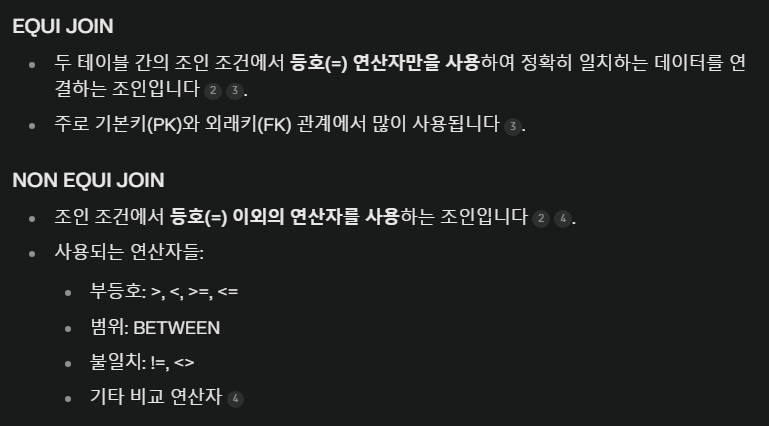 EQUI JOIN
두 테이블 간의 조인 조건에서 등호(=) 연산자만을 사용하여 정확히 일치하는 데이터를 연
결하는 조인입니다 2 3.
주로 기본키(PK)와 외래키(FK) 관계에서 많이 사용됩니다 3.
NON EQUI JOIN
조인 조건에서 등호(=) 이외의 연산자를 사용하는 조인입니다 2 4.
사용되는 연산자들:
부등호: >, <, >=, <=
범위: BETWEEN
불일치: !=, <>
기타 비교 연산자 4